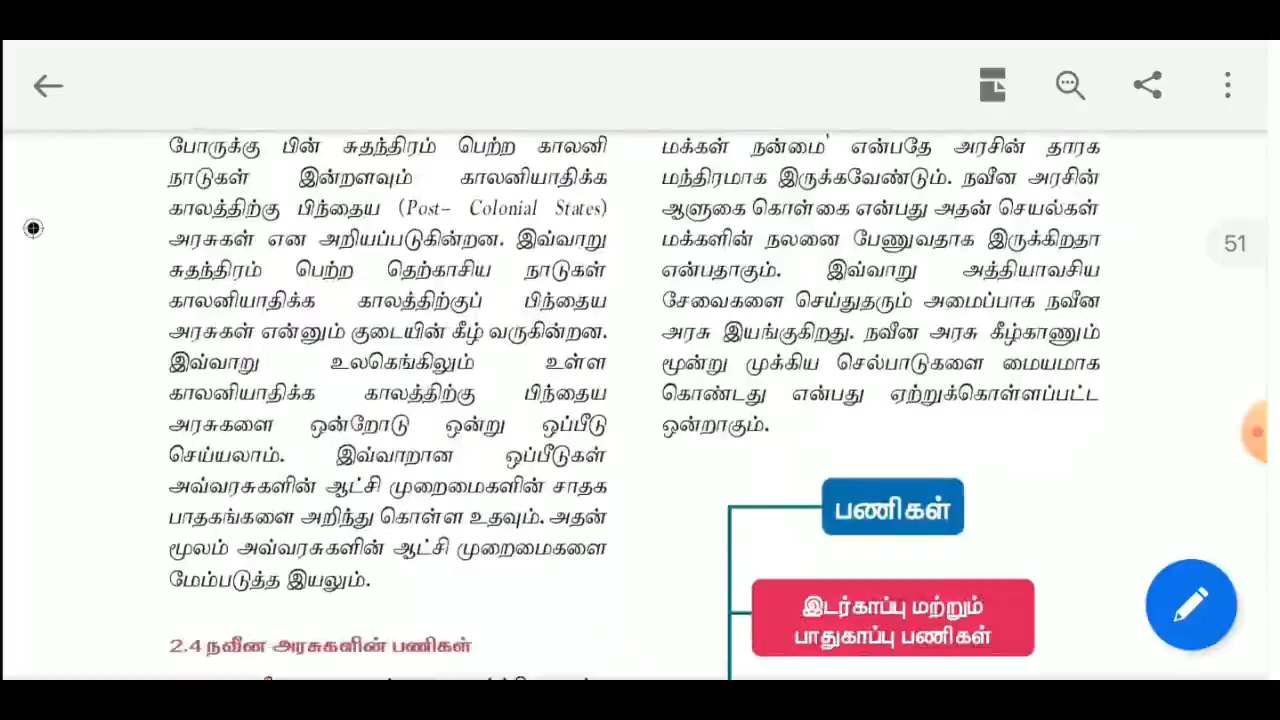 51
போருக்கு பின் சுதந்திரம் பெற்ற காலனி
நாடுகள் இன்றளவும் காலனியாதிக்க
காலத்திற்கு பிந்தைய (Post– Colonial States)
அரசுகள் என அறியப்படுகின்றன. இவ்வாறு
சுதந்திரம் பெற்ற தெற்காசிய நாடுகள்
காலனியாதிக்க காலத்திற்குப் பிந்தைய
அரசுகள் என்னும் குடையின் கீழ் வருகின்றன.
இவ்வாறு உலகெங்கிலும் உள்ள
காலனியாதிக்க காலத்திற்கு பிந்தைய
அரசுகளை ஒன்றோடு ஒன்று ஒப்பீடு
செய்யலாம். இவ்வாறான ஒப்பீடுகள்
அவ்வரசுகளின் ஆட்சி முறைமைகளின் சாதக
பாதகங்களை அறிந்து கொள்ள உதவும். அதன்
மூலம் அவ்வரசுகளின் ஆட்சி முறைமைகளை
மேம்படுத்த இயலும்.
2.4 நவீன அரசுகளின் பணிகள்
மக்கள் நன்மை' என்பதே அரசின் தாரக
மந்திரமாக இருக்கவேண்டும். நவீன அரசின்
ஆளுகை கொள்கை என்பது அதன் செயல்கள்
மக்களின் நலனை பேணுவதாக இருக்கிறதா
என்பதாகும். இவ்வாறு அத்தியாவசிய
சேவைகளை செய்துதரும் அமைப்பாக நவீன
அரசு இயங்குகிறது. நவீன அரசு கீழ்காணும்
மூன்று முக்கிய செல்பாடுகளை மையமாக
கொண்டது என்பது ஏற்றுக்கொள்ளப்பட்ட
ஒன்றாகும்.
பணிகள்
இடர்காப்பு மற்றும்
பாதுகாப்பு பணிகள்